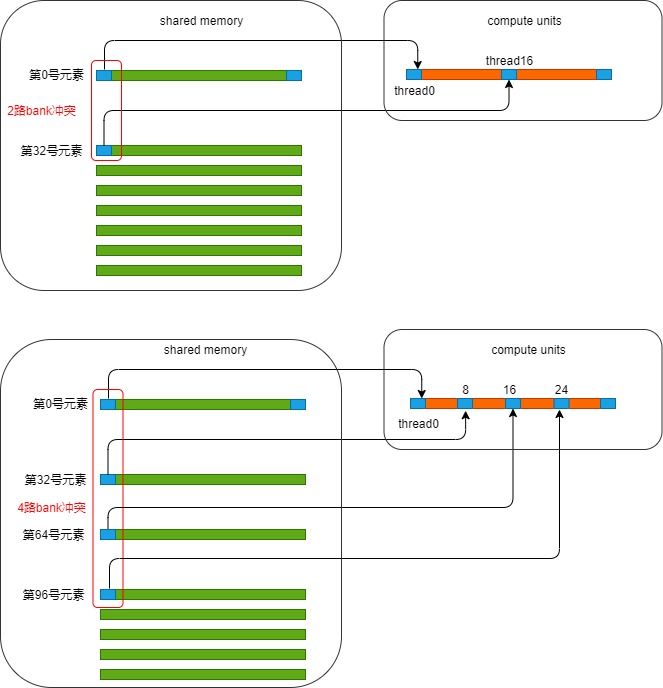 shared memory
compute units
第0号元素
thread16
thread0
2路bank冲突
第32号元素
shared memory
compute units
第0号元素
8
16
24
thread0
第32号元素
4路bank冲突
第64号元素
第96号元素